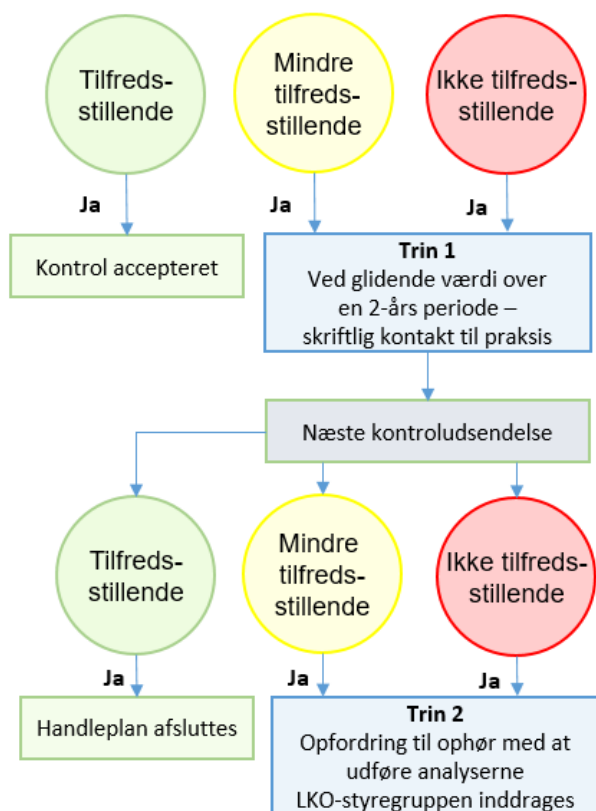 Tilfreds-
stillende
Mindre
tilfreds-
stillende
Ikke tilfreds-
stillende
Ja
Ja
Ja
Kontrol accepteret
Trin 1
Ved glidende værdi over
en 2-års periode –
skriftlig kontakt til praksis
Næste kontroludsendelse
Tilfreds-
stillende
Mindre
tilfreds-
stillende
Ikke tilfreds-
stillende
Ja
Ja
Ja
Handleplan afsluttes
Trin 2
Opfordring til ophør med at
udføre analyserne
LKO-styregruppen inddrages